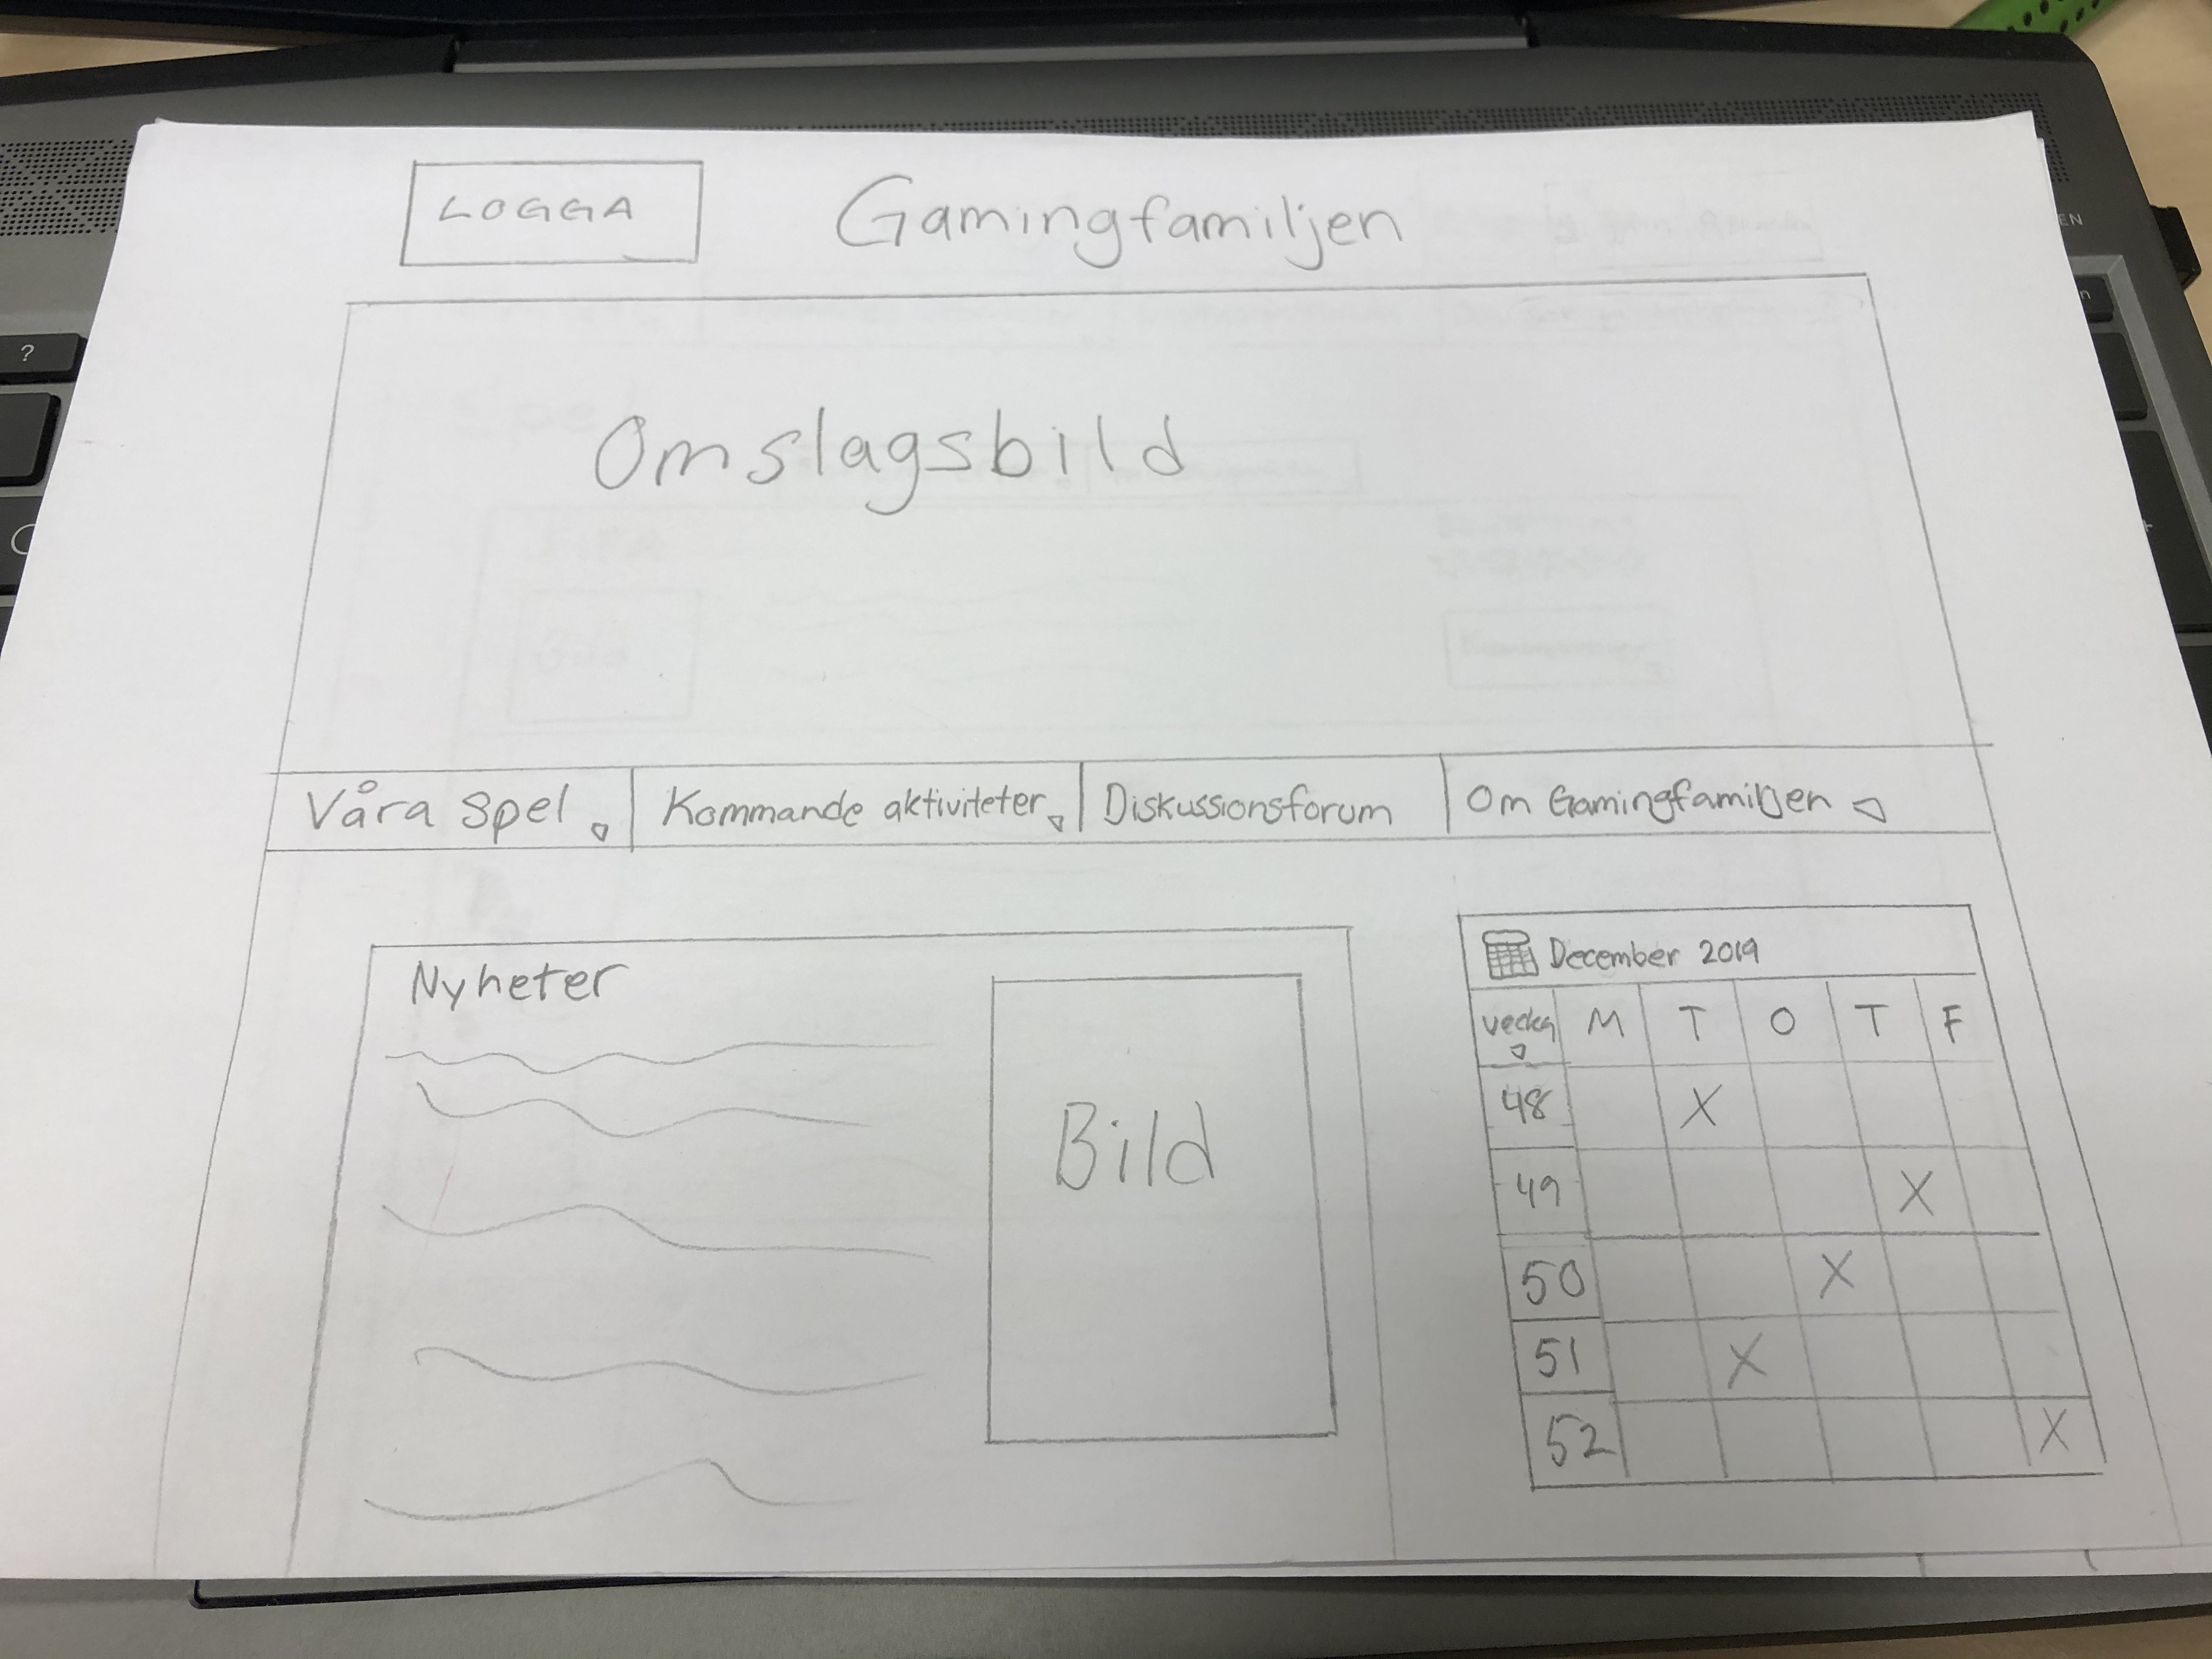 LOGGA
Gamingfamiljen
Omslagsbild
Våra Spel
Kommande aktiviteter
Diskussionsforum
Om Gamingfamiljen
Nyheter
Bild
December 2019
vecka M T O T F
48 X
49 X
50 X
51 X
52 X
?
EN